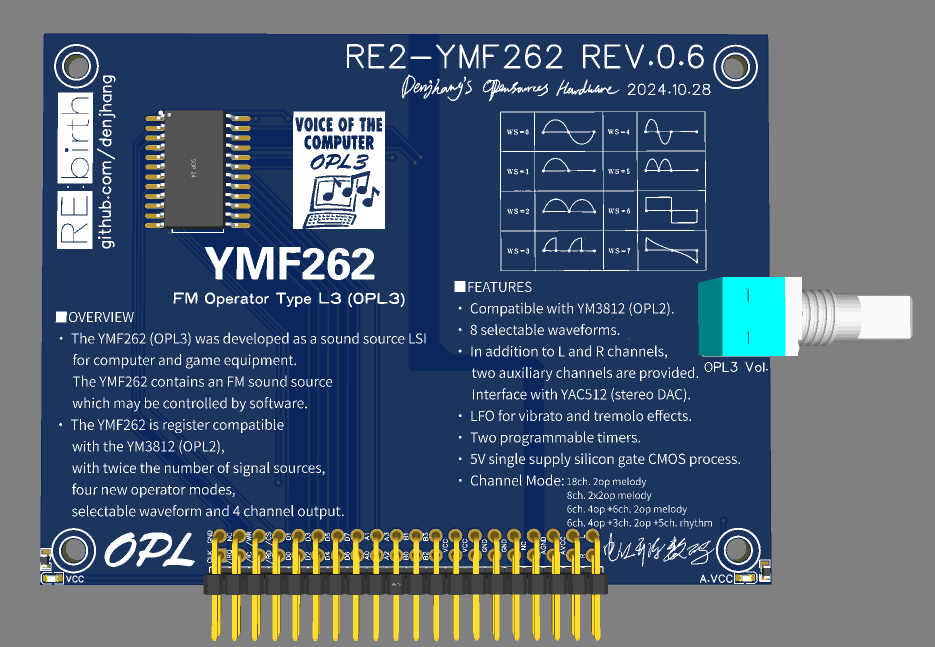 RE2-YMF262 REV.0.6
Denjhang's Opensources Hardware 2024.10.28
RE:birth
github.com/denjhang
SOP 24
VOICE OF THE
COMPUTER
OPL3
WS=0
WS=4
WS=1
WS=5
WS=2
WS=6
WS=3
WS=7
YMF262
FM Operator Type L3 (OPL3)
■OVERVIEW
・ The YMF262 (OPL3) was developed as a sound source LSI
for computer and game equipment.
The YMF262 contains an FM sound source
which may be controlled by software.
・ The YMF262 is register compatible
with the YM3812 (OPL2),
with twice the number of signal sources,
four new operator modes,
selectable waveform and 4 channel output.
■FEATURES
・ Compatible with YM3812 (OPL2).
・ 8 selectable waveforms.
・ In addition to L and R channels,
two auxiliary channels are provided.
Interface with YAC512 (stereo DAC).
・ LFO for vibrato and tremolo effects.
・ Two programmable timers.
・ 5V single supply silicon gate CMOS process.
・ Channel Mode: 18ch. 2op melody
8ch. 2x2op melody
6ch. 4op +6ch. 2op melody
6ch. 4op +3ch. 2op +5ch. rhythm
OPL3 Vol.
OPL
VCC
A.VCC